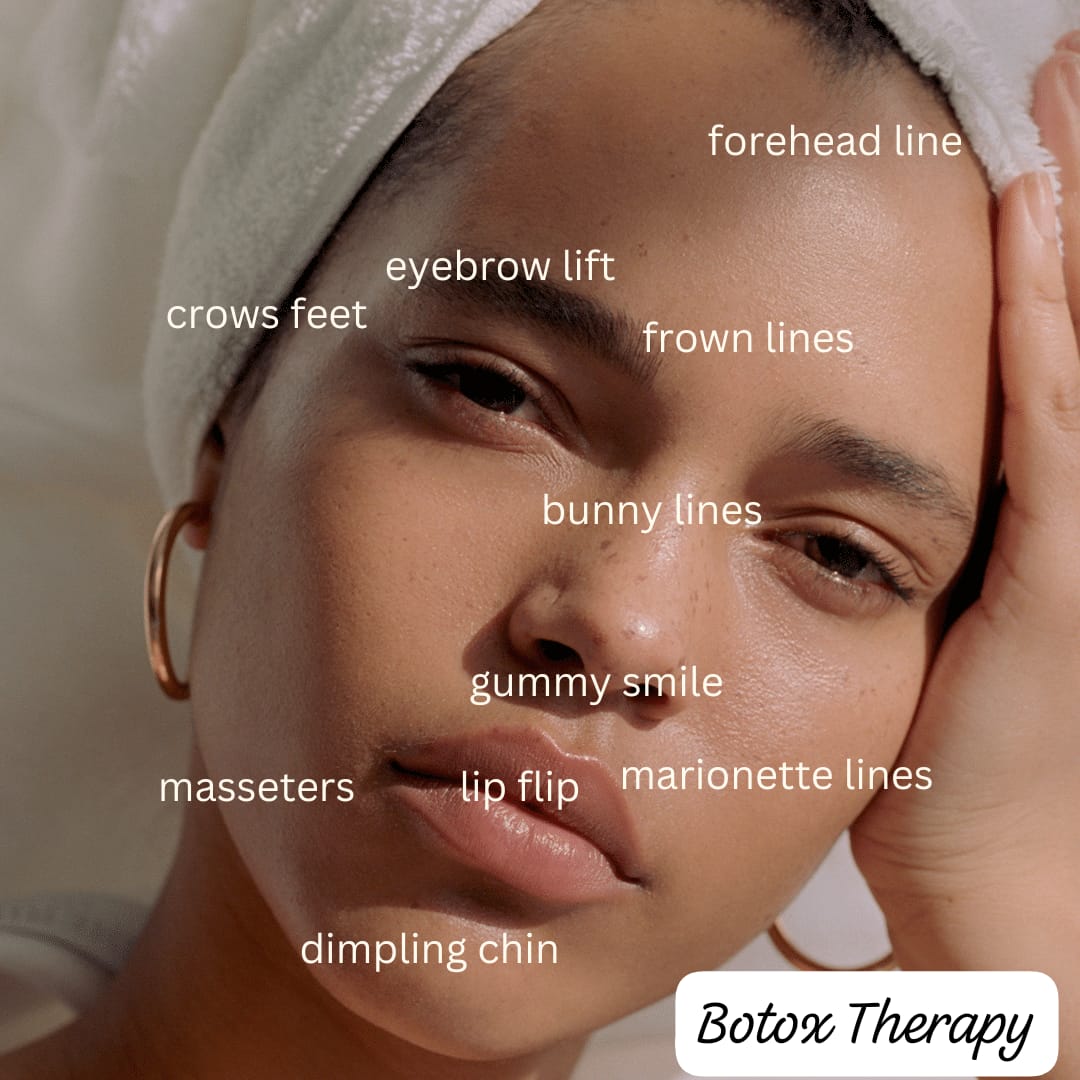 forehead line
eyebrow lift
crows feet
frown lines
bunny lines
gummy smile
marionette lines
masseters
lip flip
dimpling chin
Botox Therapy